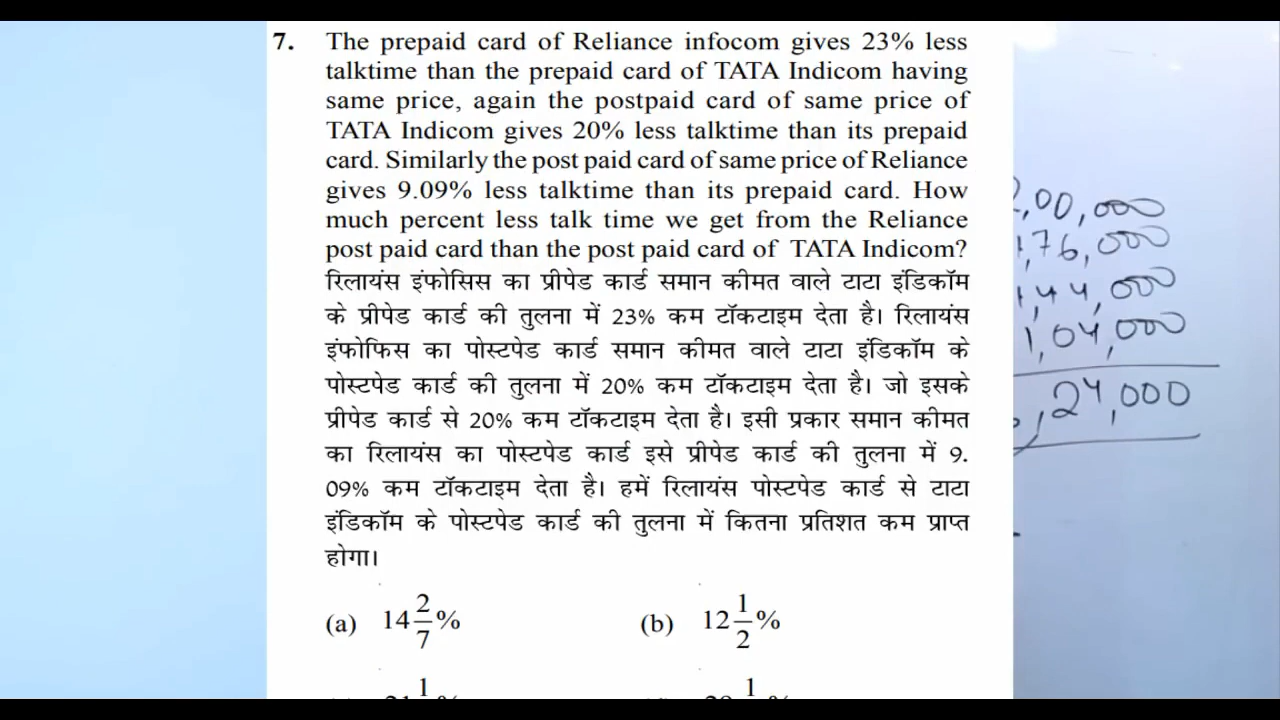 7. The prepaid card of Reliance infocom gives 23% less
talktime than the prepaid card of TATA Indicom having
same price, again the postpaid card of same price of
TATA Indicom gives 20% less talktime than its prepaid
card. Similarly the post paid card of same price of Reliance
gives 9.09% less talktime than its prepaid card. How
much percent less talk time we get from the Reliance
post paid card than the post paid card of TATA Indicom?
रिलायंस इंफोसिस का प्रीपेड कार्ड समान कीमत वाले टाटा इंडिकॉम
के प्रीपेड कार्ड की तुलना में 23% कम टॉकटाइम देता है। रिलायंस
इंफोफिस का पोस्टपेड कार्ड समान कीमत वाले टाटा इंडिकॉम के
पोस्टपेड कार्ड की तुलना में 20% कम टॉकटाइम देता है। जो इसके
प्रीपेड कार्ड से 20% कम टॉकटाइम देता है। इसी प्रकार समान कीमत
का रिलायंस का पोस्टपेड कार्ड इसे प्रीपेड कार्ड की तुलना में 9.
09% कम टॉकटाइम देता है। हमें रिलायंस पोस्टपेड कार्ड से टाटा
इंडिकॉम के पोस्टपेड कार्ड की तुलना में कितना प्रतिशत कम प्राप्त
होगा।
(a) 14 2/7 % (b) 12 1/2 %
2,00,000
1,76,000
1,44,000
1,04,000
24,000